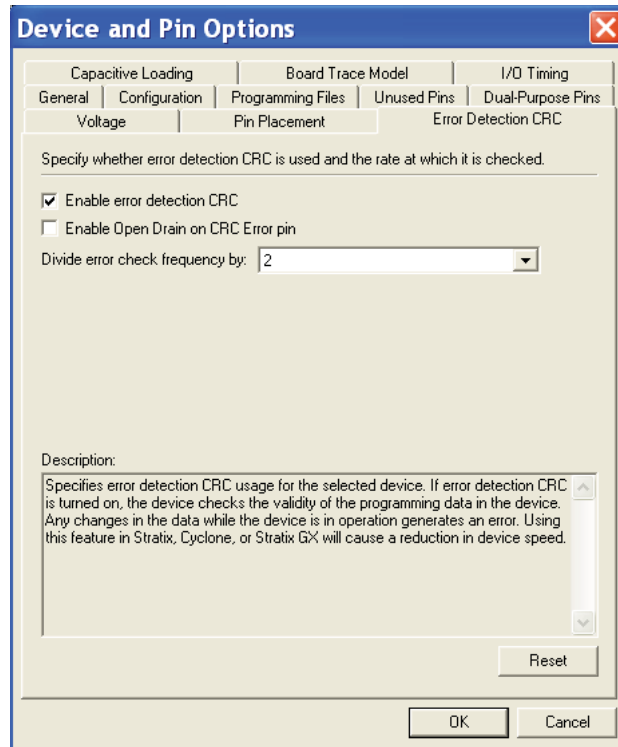 Device and Pin Options
Capacitive Loading
Board Trace Model
I/O Timing
General
Configuration
Programming Files
Unused Pins
Dual-Purpose Pins
Voltage
Pin Placement
Error Detection CRC
Specify whether error detection CRC is used and the rate at which it is checked.
Enable error detection CRC
Enable Open Drain on CRC Error pin
Divide error check frequency by: 2
Description:
Specifies error detection CRC usage for the selected device. If error detection CRC
is turned on, the device checks the validity of the programming data in the device.
Any changes in the data while the device is in operation generates an error. Using
this feature in Stratix, Cyclone, or Stratix GX will cause a reduction in device speed.
Reset
OK
Cancel